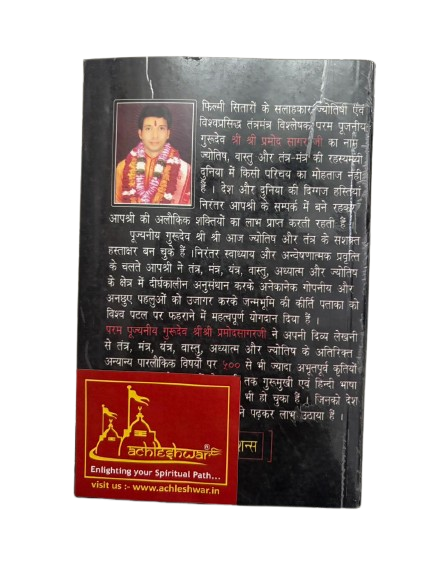 फिल्मी सितारों के सलाहकार ज्योतिषी एवं
विश्वप्रसिद्ध तंत्रमंत्र विश्लेषक परम पूजनीय
गुरूदेव श्री श्री प्रमोद सागर जी का नाम
ज्योतिष, वास्तु और तंत्र-मंत्र की रहस्यमयी
दुनिया में किसी परिचय का मोहताज नहीं
है । देश और दुनिया की दिग्गज हस्तियां
निरंतर आपश्री के सम्पर्क में बने रहकर
आपश्री की अलौकिक शक्तियों का लाभ प्राप्त करती रहती हैं ।
पूज्यनीय गुरूदेव श्री श्री आज ज्योतिष और तंत्र के सशक्त
हस्ताक्षर बन चुके हैं ।निरंतर स्वाध्याय और अन्वेषणात्मक प्रवृत्ति
के चलते आपश्री ने तंत्र, मंत्र, यंत्र, वास्तु, अध्यात्म और ज्योतिष
के क्षेत्र में दीर्घकालीन अनुसंधान करके अनेकानेक गोपनीय और
अनछुए पहलुओं को उजागर करके जन्मभूमि की कीर्ति पताका को
विश्व पटल पर फहराने में महत्वपूर्ण योगदान दिया हैं ।
परम पूज्यनीय गुरूदेव श्रीश्री प्रमोदसागरजी ने अपनी दिव्य लेखनी
से तंत्र, मंत्र, यंत्र, वास्तु, अध्यात्म और ज्योतिष के अतिरिक्त
अन्यान्य पारलौकिक विषयों पर ५०० से भी ज्यादा अभूतपूर्व कृतियों
तक गुरूमुखी एवं हिन्दी भाषा
भी हो चुका हैं । जिनको देश
ने पढ़कर लाभ उठाया हैं ।
शन्स
achleshwar®
Enlighting your Spiritual Path...
visit us :- www.achleshwar.in